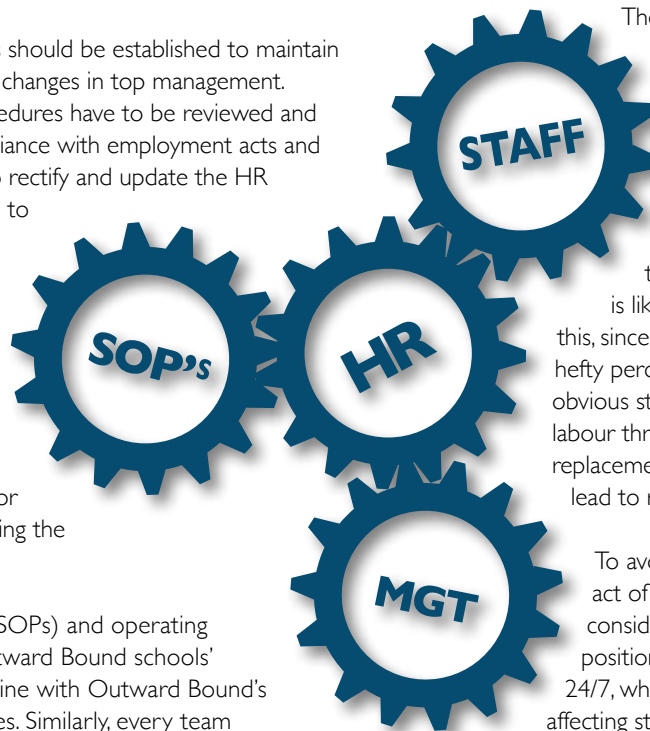 s should be established to maintain
changes in top management.
edures have to be reviewed and
iance with employment acts and
rectify and update the HR
to
or
ing the
SOPs) and operating
tward Bound schools'
ine with Outward Bound's
es. Similarly, every team
STAFF
SOP's
HR
MGT
The
t
is lik
this, since
hefty perc
obvious st
labour thr
replaceme
lead to r
To avo
act of
consid
position
24/7, wh
affecting st